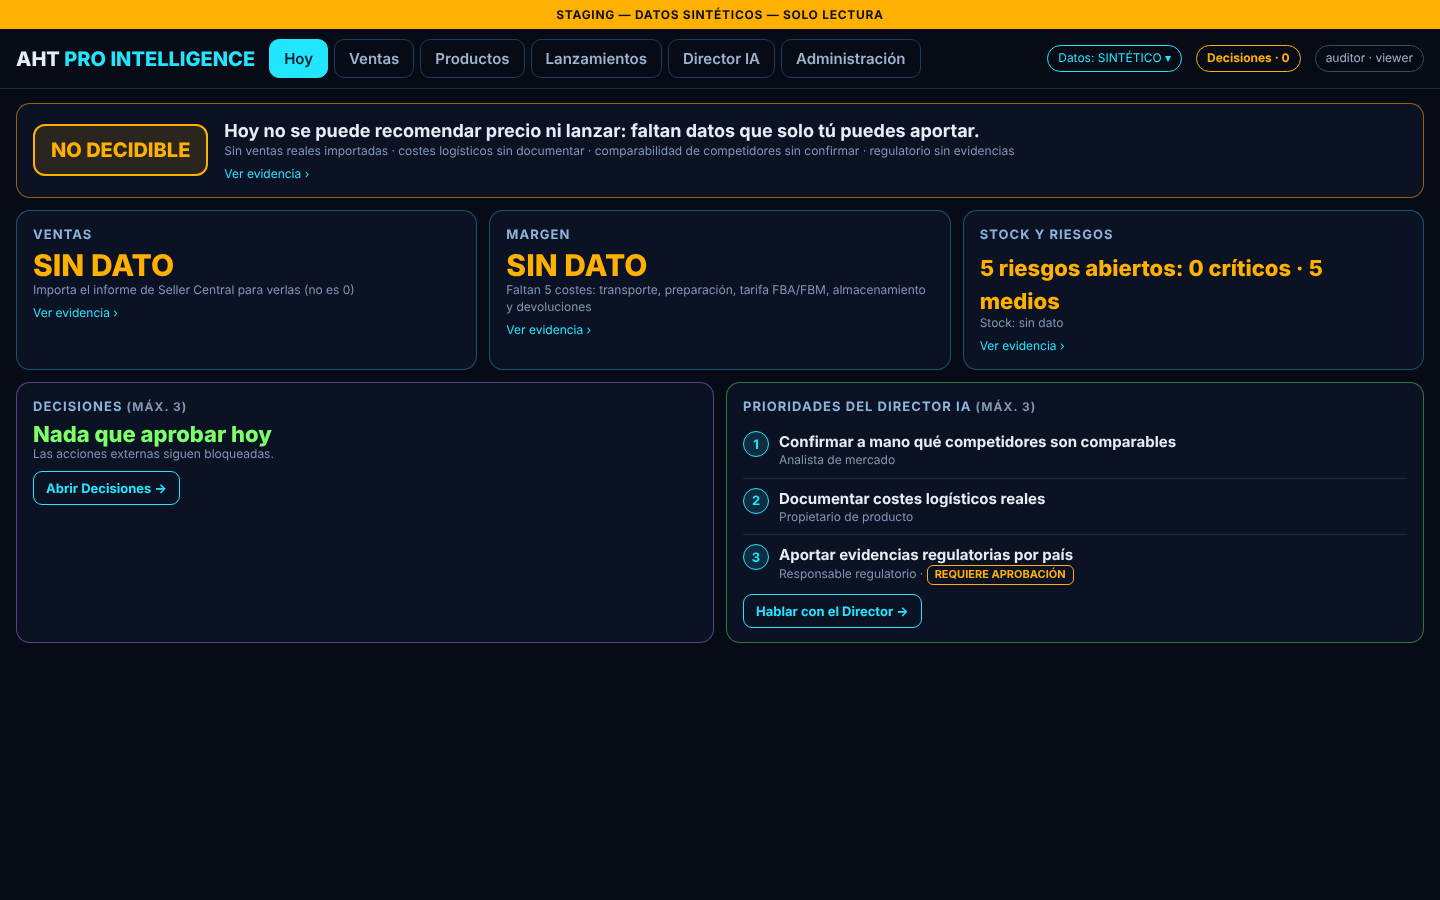 STAGING — DATOS SINTÉTICOS — SOLO LECTURA
AHT PRO INTELLIGENCE
Hoy
Ventas
Productos
Lanzamientos
Director IA
Administración
Datos: SINTÉTICO ▾
Decisiones · 0
auditor · viewer
NO DECIDIBLE
Hoy no se puede recomendar precio ni lanzar: faltan datos que solo tú puedes aportar.
Sin ventas reales importadas · costes logísticos sin documentar · comparabilidad de competidores sin confirmar · regulatorio sin evidencias
Ver evidencia ›
VENTAS
SIN DATO
Importa el informe de Seller Central para verlas (no es 0)
Ver evidencia ›
MARGEN
SIN DATO
Faltan 5 costes: transporte, preparación, tarifa FBA/FBM, almacenamiento
y devoluciones
Ver evidencia ›
STOCK Y RIESGOS
5 riesgos abiertos: 0 críticos · 5
medios
Stock: sin dato
Ver evidencia ›
DECISIONES (MÁX. 3)
Nada que aprobar hoy
Las acciones externas siguen bloqueadas.
Abrir Decisiones →
PRIORIDADES DEL DIRECTOR IA (MÁX. 3)
1 Confirmar a mano qué competidores son comparables
Analista de mercado
2 Documentar costes logísticos reales
Propietario de producto
3 Aportar evidencias regulatorias por país
Responsable regulatorio · REQUIERE APROBACIÓN
Hablar con el Director →